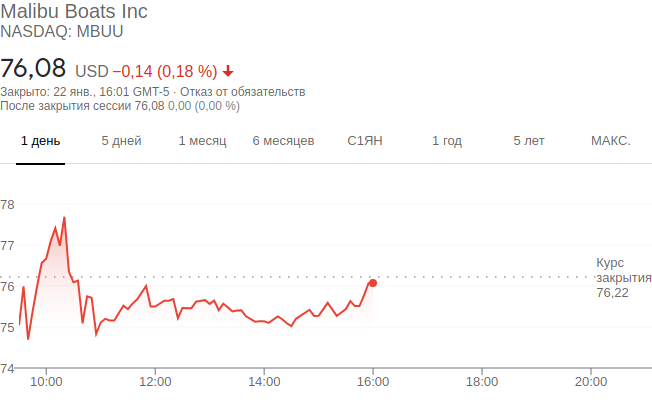 Malibu Boats Inc
NASDAQ: MBUU
76,08 USD −0,14 (0,18 %)
Закрыто: 22 янв., 16:01 GMT-5 · Отказ от обязательств
После закрытия сессии 76,08 0,00 (0,00 %)
1 день 5 дней 1 месяц 6 месяцев С1ЯН 1 год 5 лет МАКС.
78
77
Курс
закрытия
76,22
76
75
74
10:00 12:00 14:00 16:00 18:00 20:00